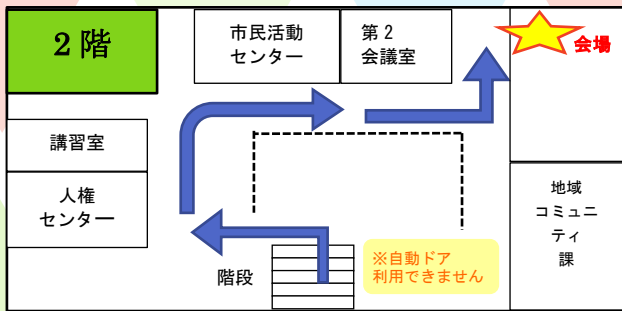 2階
市民活動
センター
第2
会議室
会場
講習室
人権
センター
地域
コミュニ
ティ
課
階段
※自動ドア
利用できません